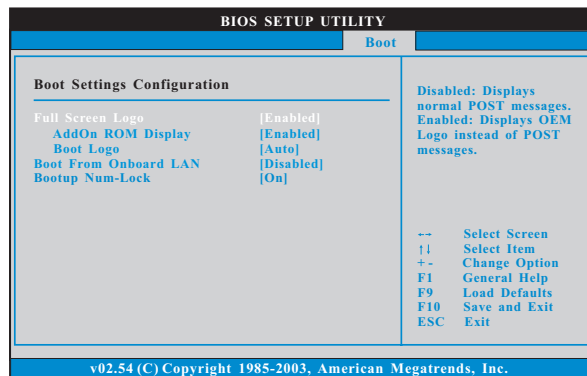 BIOS SETUP UTILITY
Boot
Boot Settings Configuration
Full Screen Logo [Enabled]
AddOn ROM Display [Enabled]
Boot Logo [Auto]
Boot From Onboard LAN [Disabled]
Bootup Num-Lock [On]
Disabled: Displays
normal POST messages.
Enabled: Displays OEM
Logo instead of POST
messages.
←→ Select Screen
↑↓ Select Item
+ - Change Option
F1 General Help
F9 Load Defaults
F10 Save and Exit
ESC Exit
v02.54 (C) Copyright 1985-2003, American Megatrends, Inc.